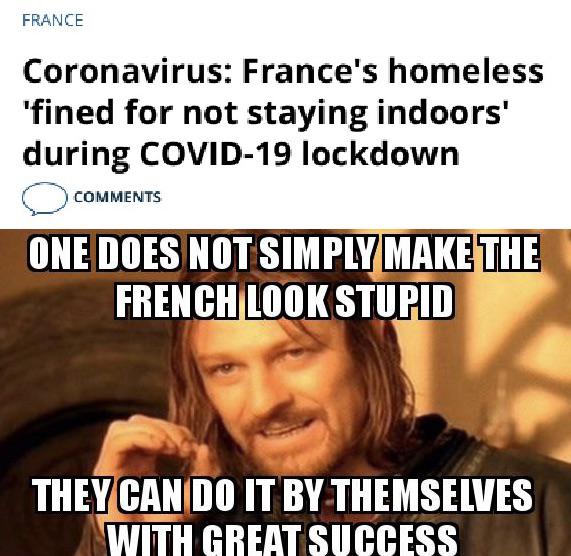 FRANCE
Coronavirus: France's homeless
'fined for not staying indoors'
during COVID-19 lockdown
COMMENTS
ONE DOES NOT SIMPLY MAKE THE
FRENCH LOOK STUPID
THEY CAN DO IT BY THEMSELVES
WITH GREAT SUCCESS